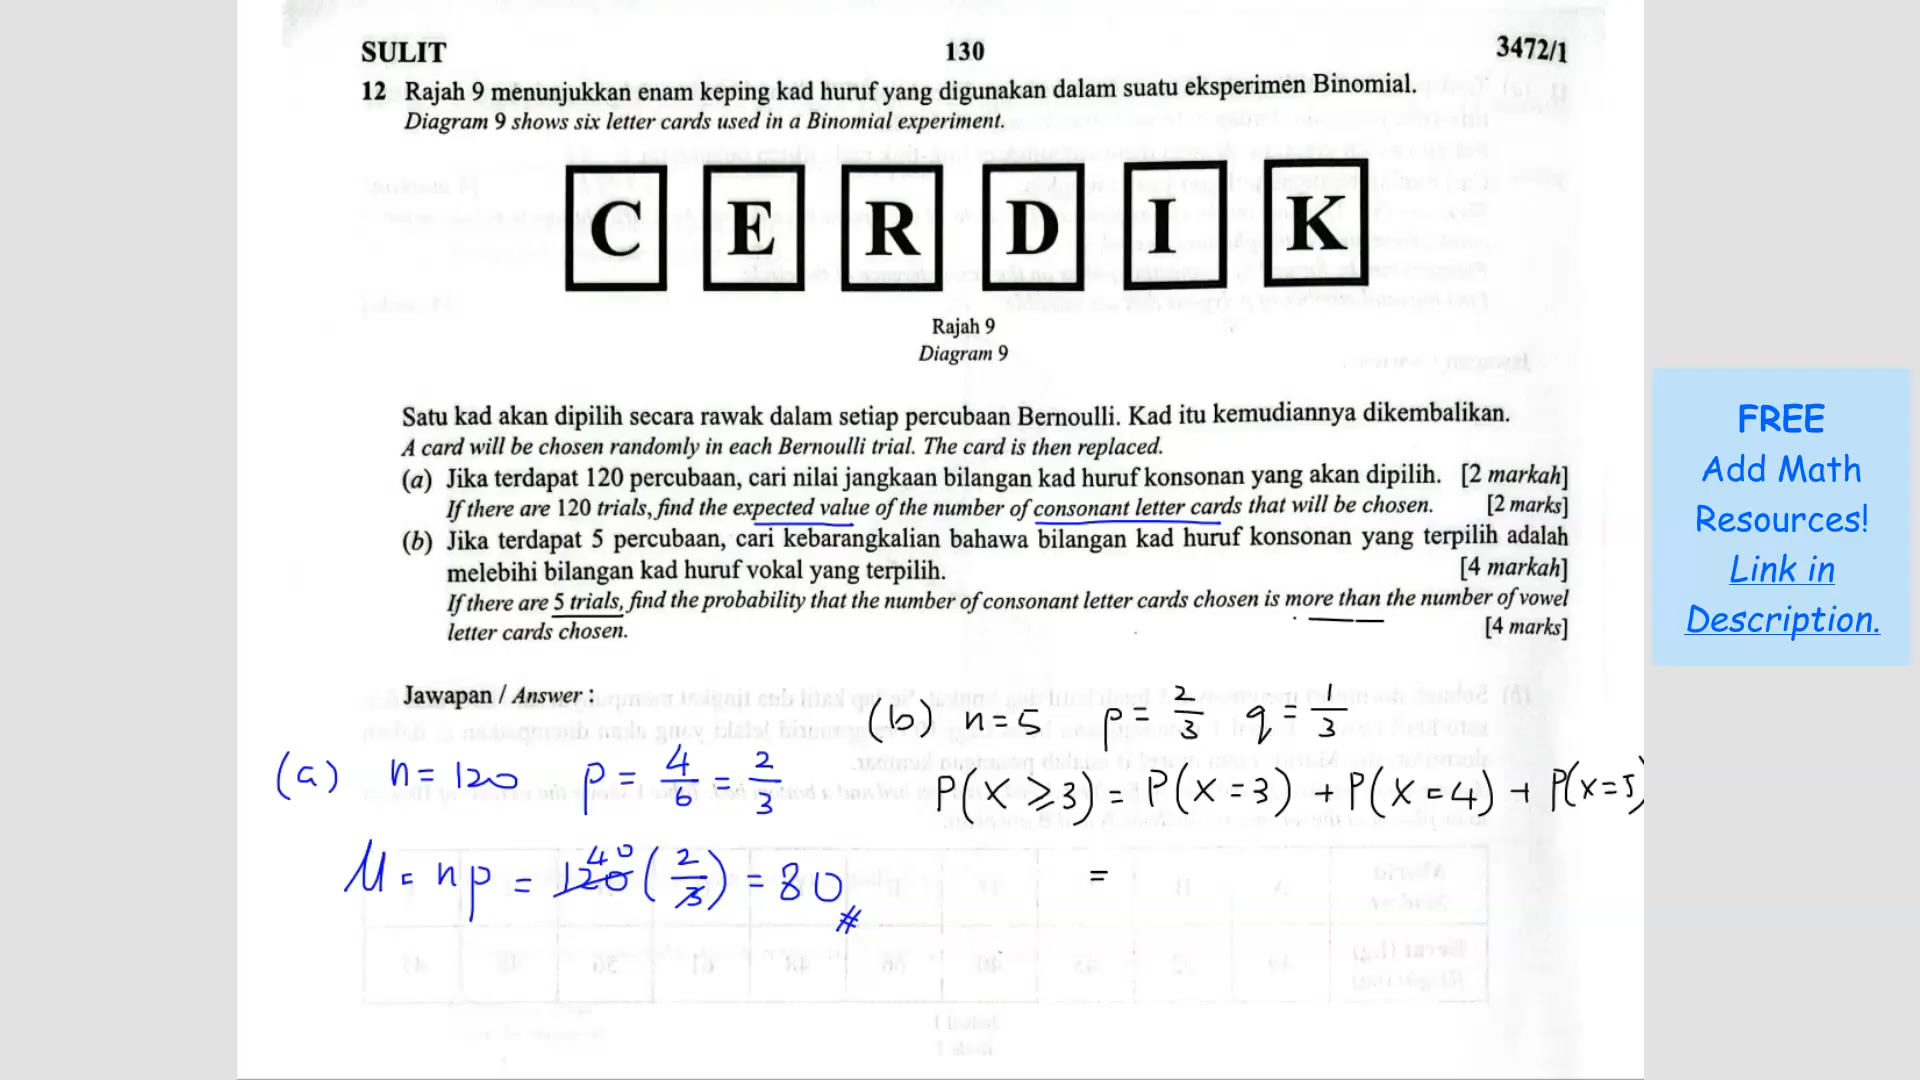 SULIT 130 3472/1
12 Rajah 9 menunjukkan enam keping kad huruf yang digunakan dalam suatu eksperimen Binomial.
Diagram 9 shows six letter cards used in a Binomial experiment.
C E R D I K
Rajah 9
Diagram 9
Satu kad akan dipilih secara rawak dalam setiap percubaan Bernoulli. Kad itu kemudiannya dikembalikan.
A card will be chosen randomly in each Bernoulli trial. The card is then replaced.
(a) Jika terdapat 120 percubaan, cari nilai jangkaan bilangan kad huruf konsonan yang akan dipilih. [2 markah]
If there are 120 trials, find the expected value of the number of consonant letter cards that will be chosen. [2 marks]
(b) Jika terdapat 5 percubaan, cari kebarangkalian bahawa bilangan kad huruf konsonan yang terpilih adalah
melebihi bilangan kad huruf vokal yang terpilih. [4 markah]
If there are 5 trials, find the probability that the number of consonant letter cards chosen is more than the number of vowel
letter cards chosen. [4 marks]
Jawapan / Answer :
(a) n = 120 p = 4/6 = 2/3
μ = np = 120 40 (2/3) = 80 #
(b) n = 5 p = 2/3 q = 1/3
P(X ≥ 3) = P(X = 3) + P(X = 4) + P(X = 5)
=
FREE
Add Math
Resources!
Link in
Description.